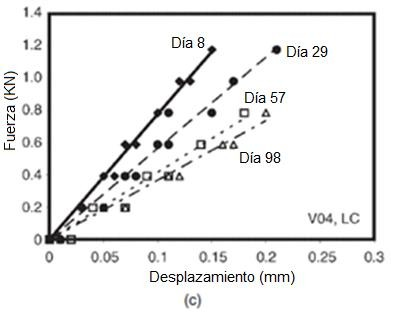 1.4
1.2
1.0
0.8
0.6
0.4
0.2
0
Fuerza (KN)
Día 8
Día 29
Día 57
Día 98
V04, LC
0 0.05 0.1 0.15 0.2 0.25 0.3
Desplazamiento (mm)
(c)